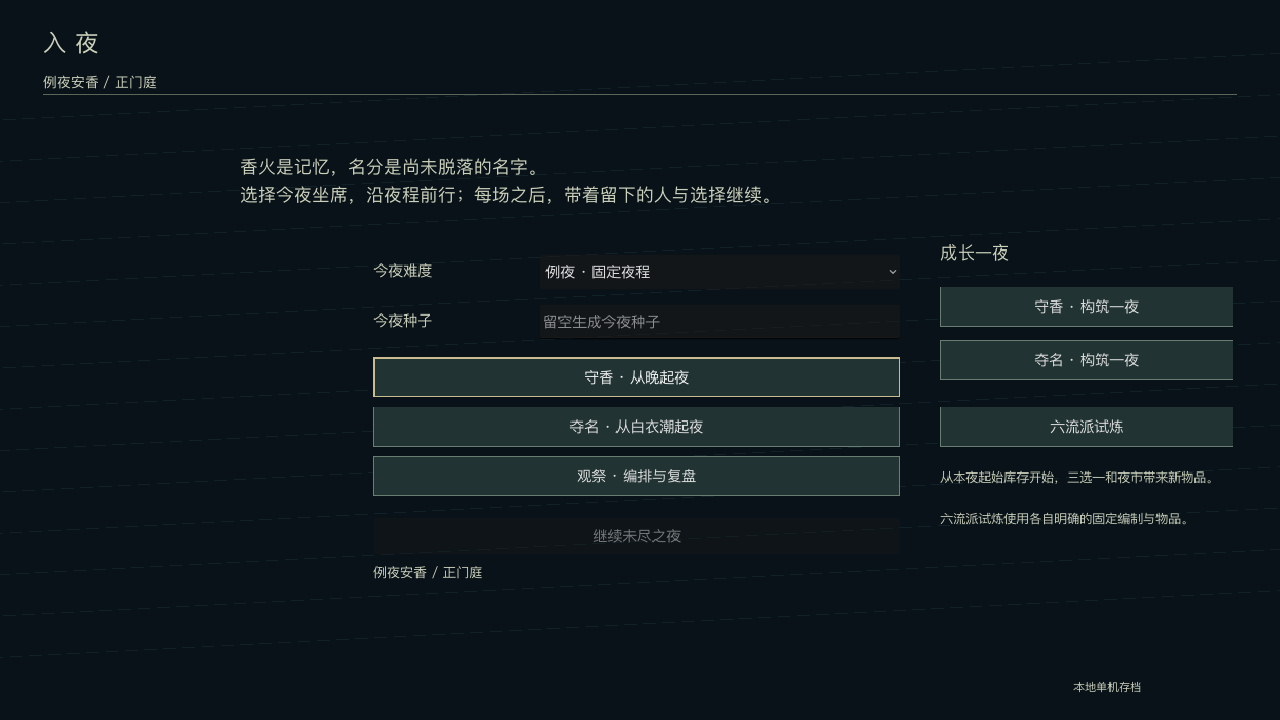 入夜
例夜安香 / 正门庭
香火是记忆，名分是尚未脱落的名字。
选择今夜坐席，沿夜程前行；每场之后，带着留下的人与选择继续。
今夜难度
例夜 · 固定夜程
今夜种子
留空生成今夜种子
守香 · 从晚起夜
夺名 · 从白衣潮起夜
观祭 · 编排与复盘
继续未尽之夜
例夜安香 / 正门庭
成长一夜
守香 · 构筑一夜
夺名 · 构筑一夜
六流派试炼
从本夜起始库存开始，三选一和夜市带来新物品。
六流派试炼使用各自明确的固定编制与物品。
本地单机存档